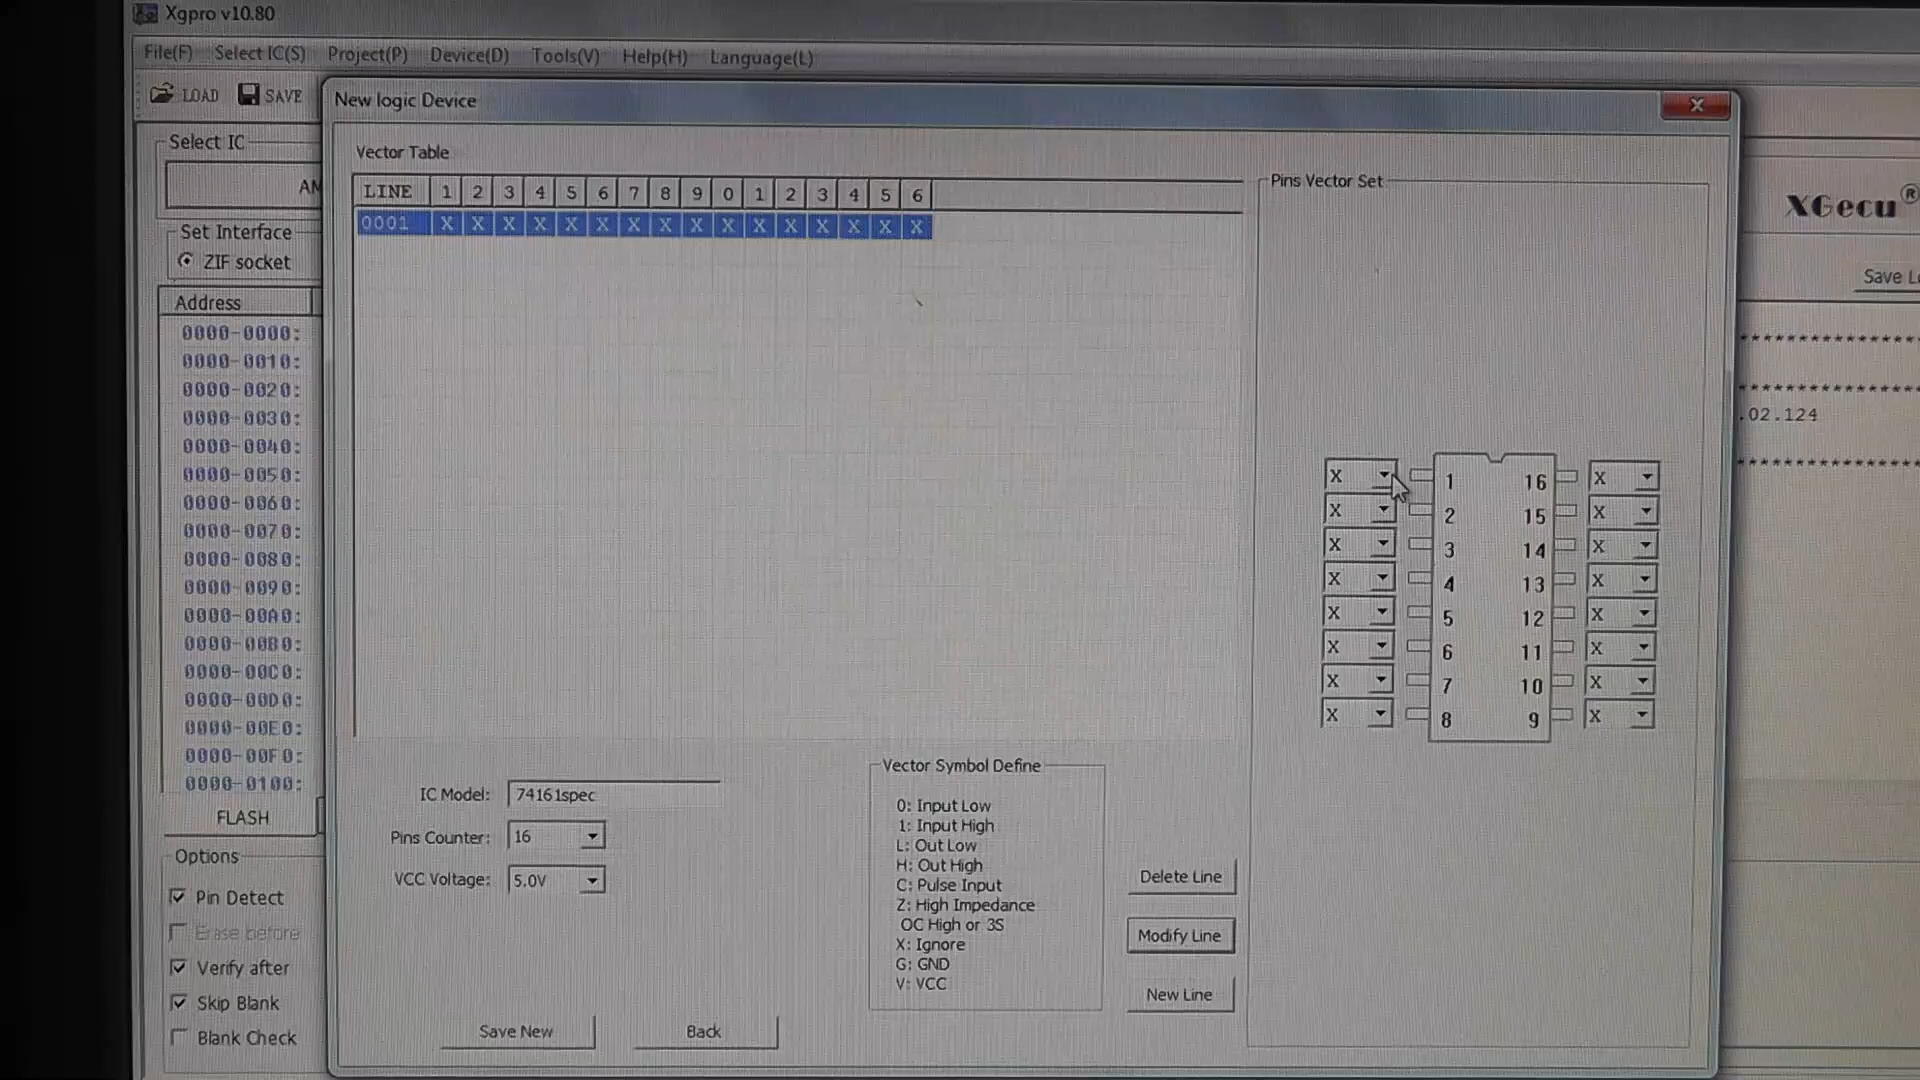 Xgpro v10.80
File(F) Select IC(S) Project(P) Device(D) Tools(V) Help(H) Language(L)
LOAD SAVE
New logic Device
Select IC
Set Interface
ZIF socket
Address
0000-0000:
0000-0010:
0000-0020:
0000-0030:
0000-0040:
0000-0050:
0000-0060:
0000-0070:
0000-0080:
0000-0090:
0000-00A0:
0000-00B0:
0000-00C0:
0000-00D0:
0000-00E0:
0000-00F0:
0000-0100:
FLASH
Options
Pin Detect
Erase before
Verify after
Skip Blank
Blank Check
Vector Table
LINE 1 2 3 4 5 6 7 8 9 0 1 2 3 4 5 6
0001 X X X X X X X X X X X X X X X X
IC Model: 74161spec
Pins Counter: 16
VCC Voltage: 5.0V
Save New
Back
Vector Symbol Define
0: Input Low
1: Input High
L: Out Low
H: Out High
C: Pulse Input
Z: High Impedance
OC High or 3S
X: Ignore
G: GND
V: VCC
Delete Line
Modify Line
New Line
Pins Vector Set
X 1 16 X
X 2 15 X
X 3 14 X
X 4 13 X
X 5 12 X
X 6 11 X
X 7 10 X
X 8 9 X
XGecu®
Save
.02.124